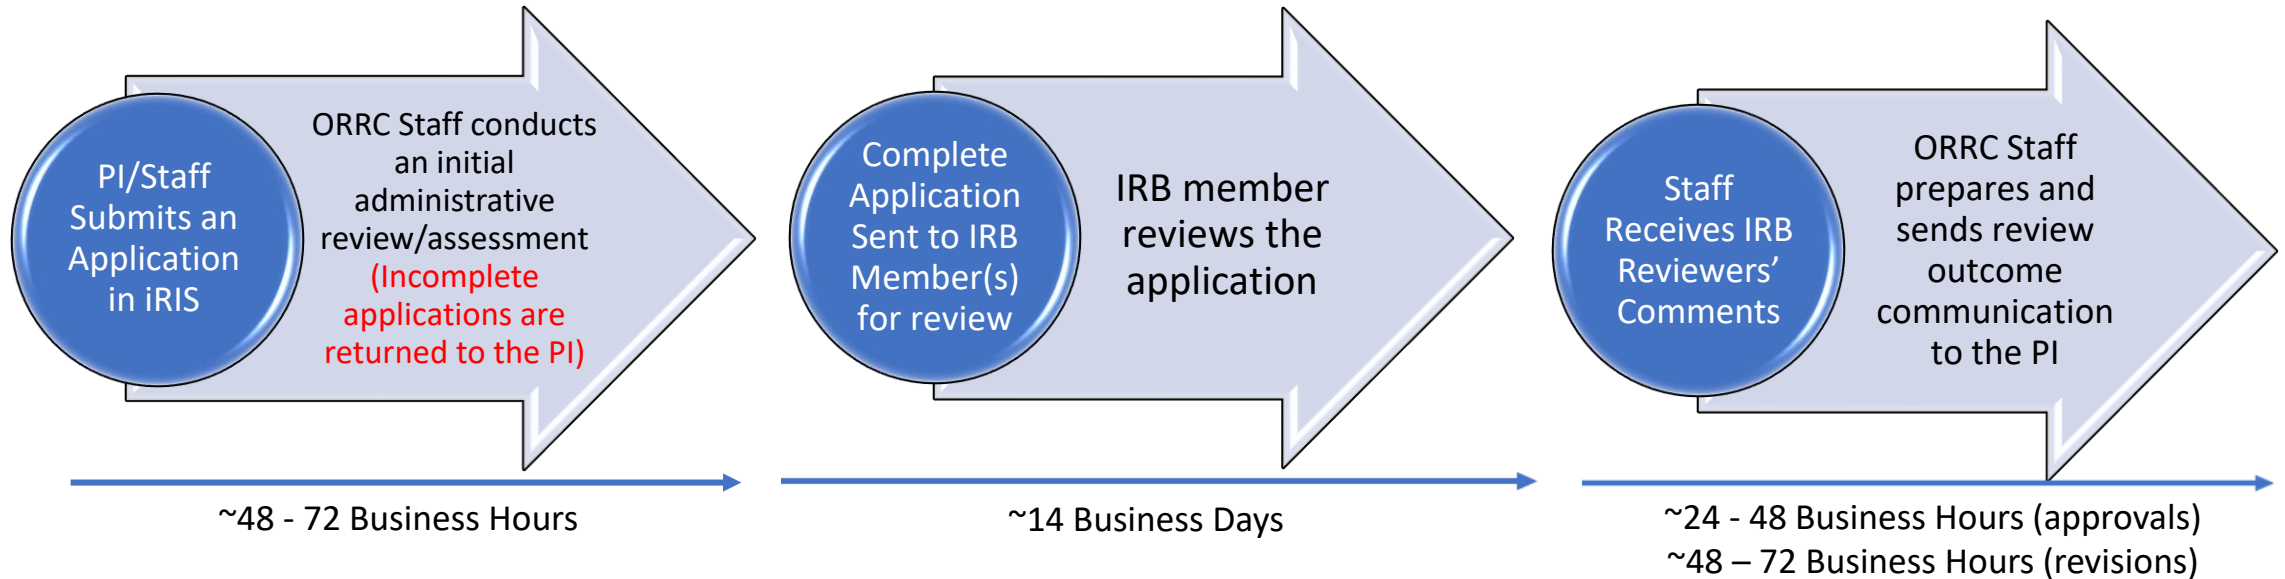 PI/Staff
Submits an
Application
in iRIS
ORRC Staff conducts
an initial
administrative
review/assessment
(Incomplete
applications are
returned to the PI)
~48 - 72 Business Hours
Complete
Application
Sent to IRB
Member(s)
for review
IRB member
reviews the
application
~14 Business Days
Staff
Receives IRB
Reviewers’
Comments
ORRC Staff
prepares and
sends review
outcome
communication
to the PI
~24 - 48 Business Hours (approvals)
~48 – 72 Business Hours (revisions)